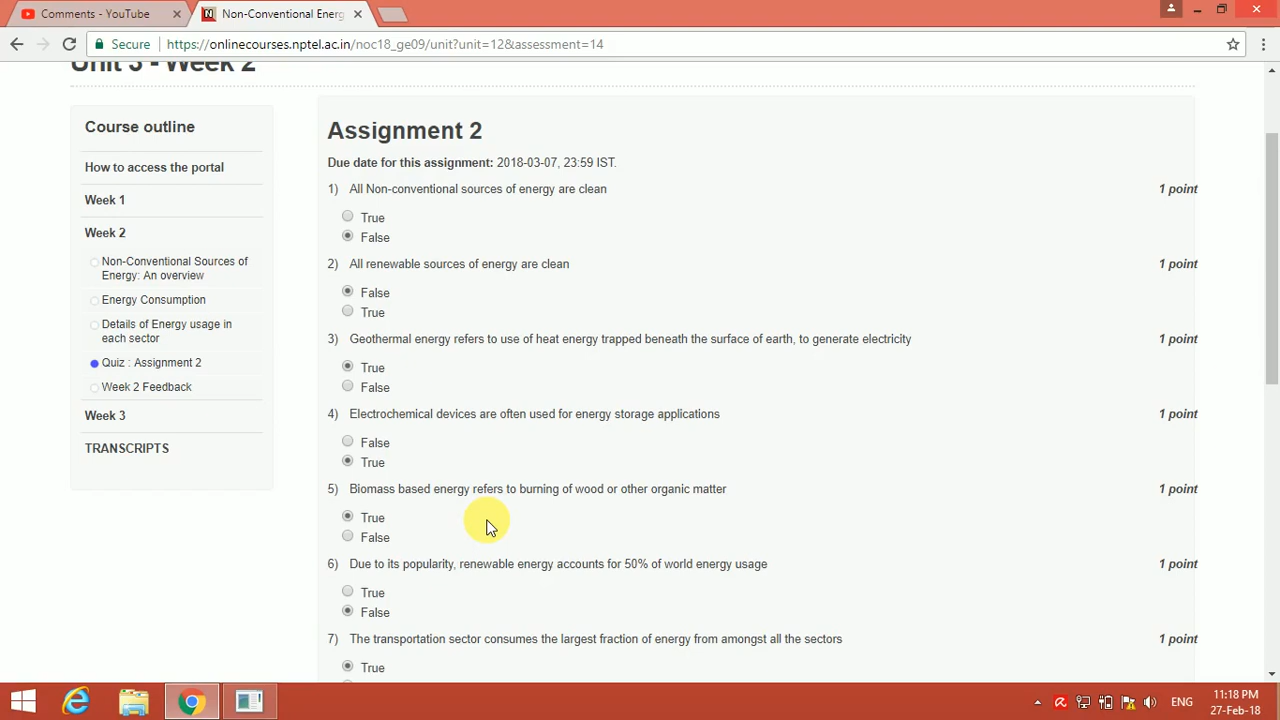 Comments - YouTube
Non-Conventional Energ
Secure
https://onlinecourses.nptel.ac.in/noc18_ge09/unit?unit=12&assessment=14
Unit 3 - Week 2
Course outline
How to access the portal
Week 1
Week 2
Non-Conventional Sources of
Energy: An overview
Energy Consumption
Details of Energy usage in
each sector
Quiz : Assignment 2
Week 2 Feedback
Week 3
TRANSCRIPTS
Assignment 2
Due date for this assignment: 2018-03-07, 23:59 IST.
1) All Non-conventional sources of energy are clean 1 point
True
False
2) All renewable sources of energy are clean 1 point
False
True
3) Geothermal energy refers to use of heat energy trapped beneath the surface of earth, to generate electricity 1 point
True
False
4) Electrochemical devices are often used for energy storage applications 1 point
False
True
5) Biomass based energy refers to burning of wood or other organic matter 1 point
True
False
6) Due to its popularity, renewable energy accounts for 50% of world energy usage 1 point
True
False
7) The transportation sector consumes the largest fraction of energy from amongst all the sectors 1 point
True
ENG
11:18 PM
27-Feb-18